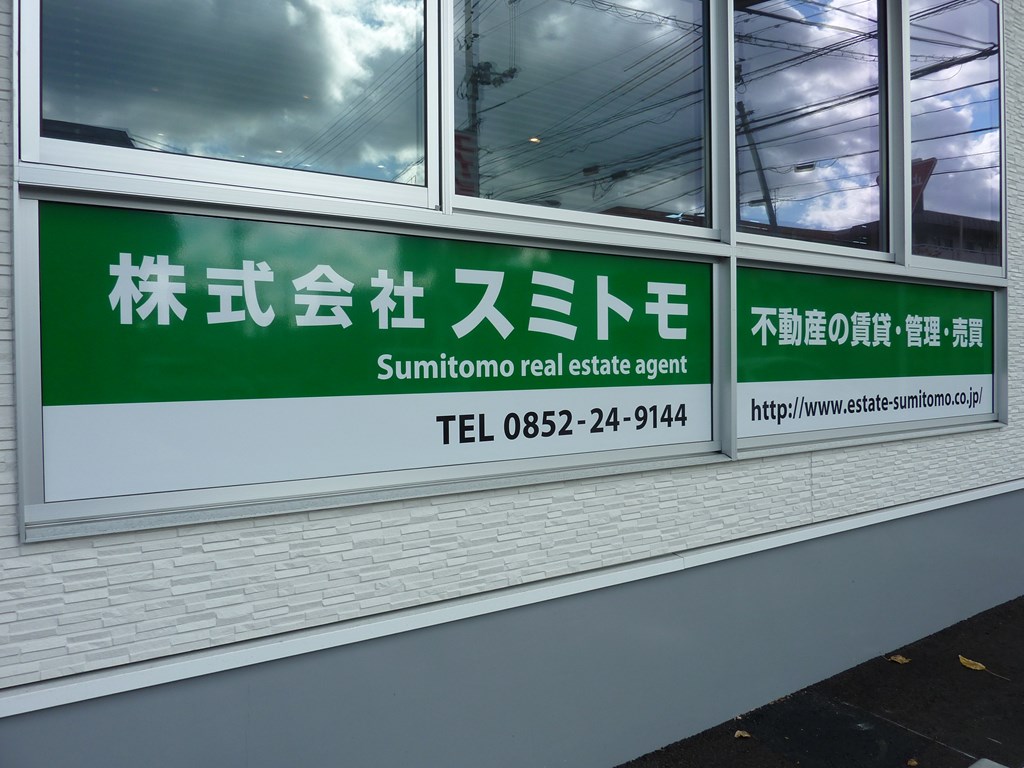 株式会社 スミトモ
Sumitomo real estate agent
TEL 0852-24-9144
不動産の賃貸・管理・売買
http://www.estate-sumitomo.co.jp/